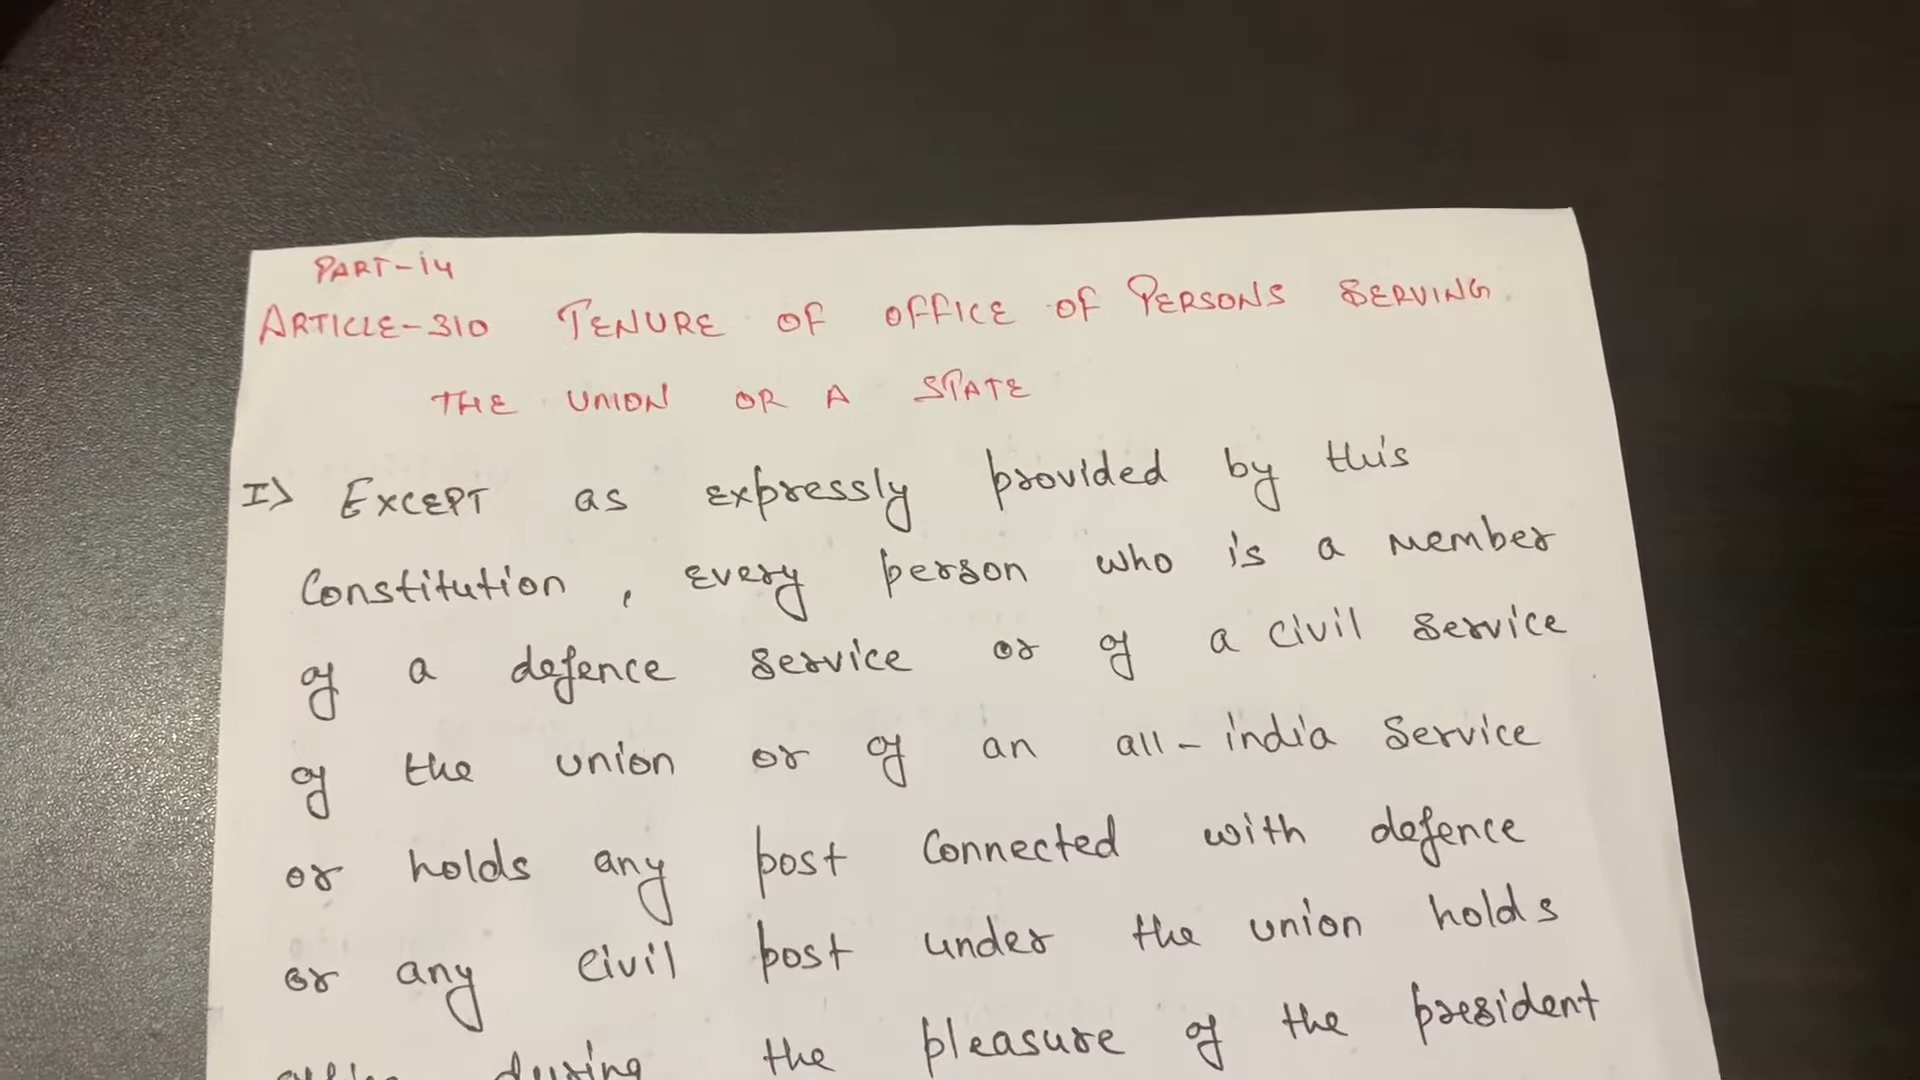 PART-14
ARTICLE-310 TENURE OF OFFICE OF PERSONS SERVING
THE UNION OR A STATE
I) EXCEPT as expressly provided by this
Constitution, every person who is a member
of a defence service or of a civil service
of the union or of an all-india service
or holds any post connected with defence
or any civil post under the union holds
during the pleasure of the president